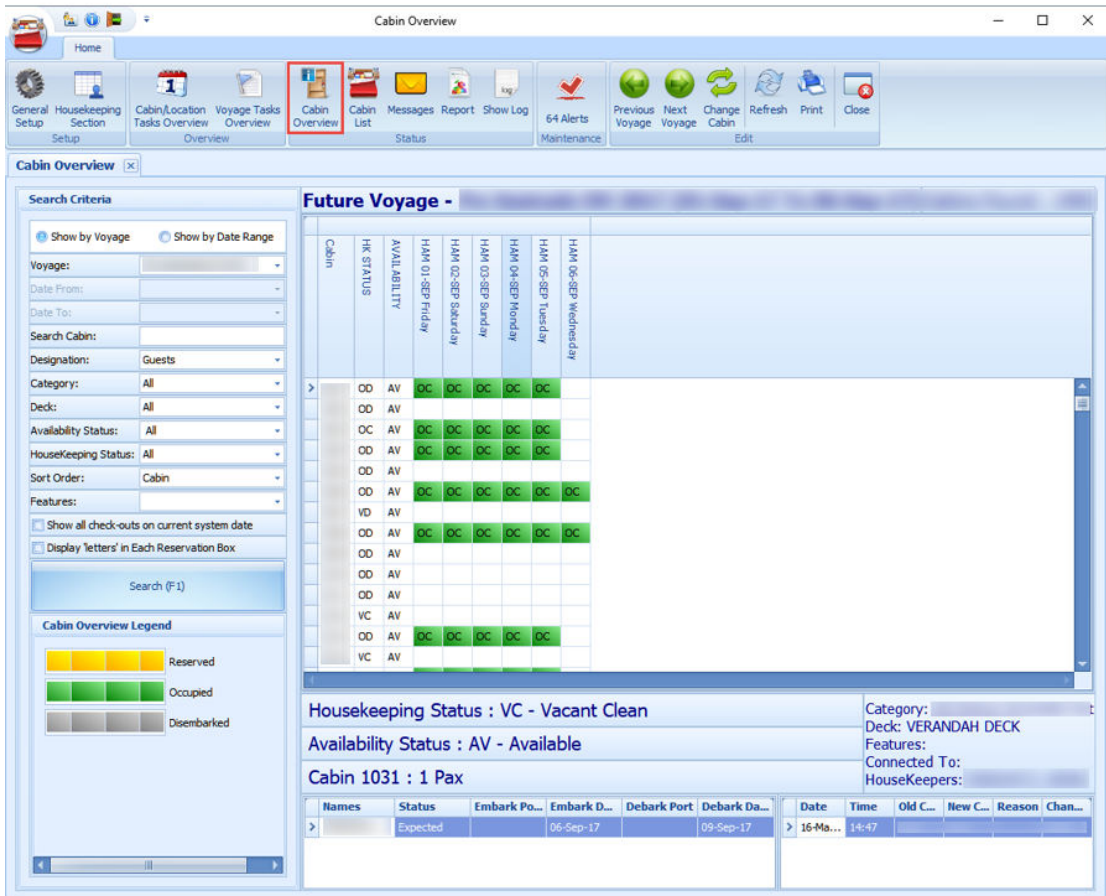 Cabin Overview
Home
General Setup
Housekeeping Section
Cabin/Location Tasks Overview
Voyage Tasks Overview
Cabin Overview
Cabin List
Messages
Report
Show Log
64 Alerts
Previous Voyage
Next Voyage
Change Cabin
Refresh
Print
Close
Setup
Overview
Status
Maintenance
Edit
Cabin Overview
Search Criteria
Show by Voyage
Show by Date Range
Voyage:
Date From:
Date To:
Search Cabin:
Designation: Guests
Category: All
Deck: All
Availability Status: All
HouseKeeping Status: All
Sort Order: Cabin
Features:
Show all check-outs on current system date
Display 'letters' in Each Reservation Box
Search (F1)
Cabin Overview Legend
Reserved
Occupied
Disembarked
Future Voyage -
Cabin
HK STATUS
AVAILABILITY
HAM 01-SEP Friday
HAM 02-SEP Saturday
HAM 03-SEP Sunday
HAM 04-SEP Monday
HAM 05-SEP Tuesday
HAM 06-SEP Wednesday
OD AV OC OC OC OC OC
OD AV
OC AV OC OC OC OC OC
OD AV OC OC OC OC OC
OD AV
OD AV OC OC OC OC OC OC
VD AV
OD AV OC OC OC OC OC OC
OD AV
OD AV
OD AV
VC AV
OD AV OC OC OC OC OC
VC AV
Housekeeping Status : VC - Vacant Clean
Availability Status : AV - Available
Cabin 1031 : 1 Pax
Category:
Deck: VERANDAH DECK
Features:
Connected To:
HouseKeepers:
Names Status Embark Po... Embark D... Debark Port Debark Da...
Expected 06-Sep-17 09-Sep-17
Date Time Old C... New C... Reason Chan...
16-Ma... 14:47